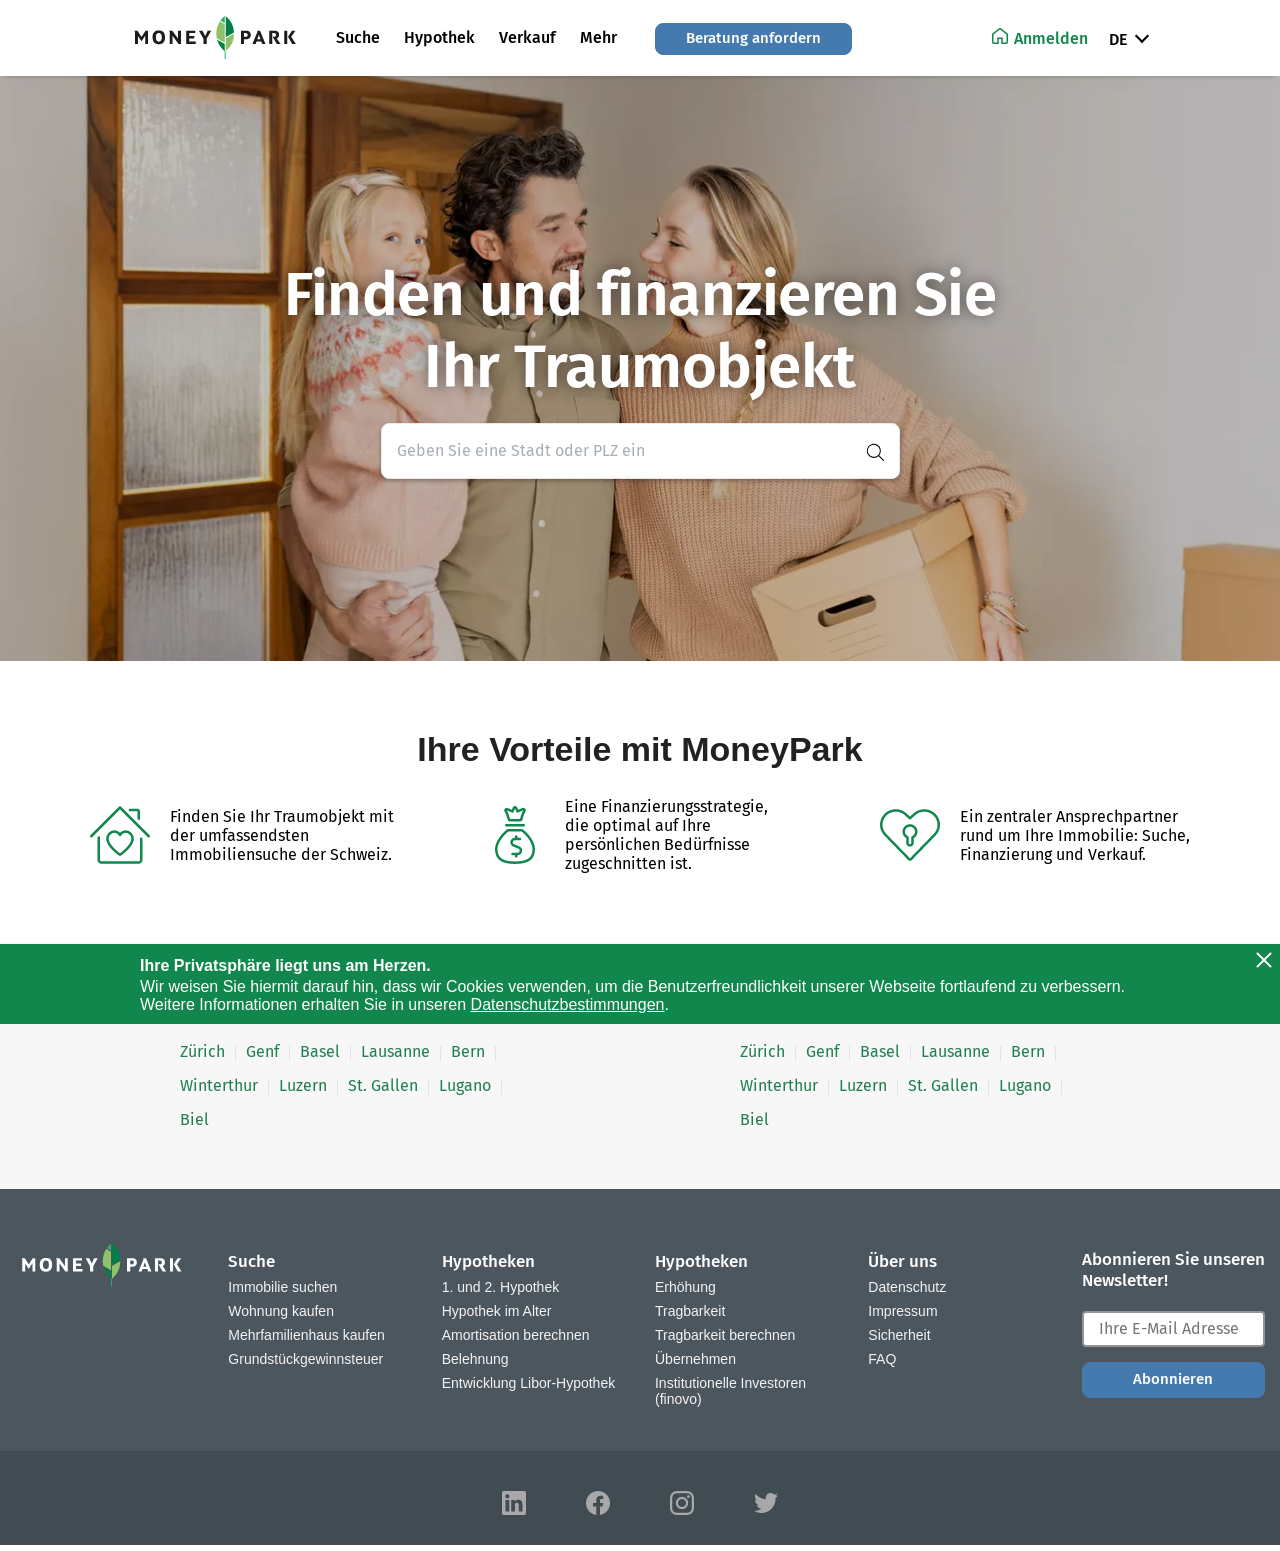 MONEY PARK
Suche
Hypothek
Verkauf
Mehr
Beratung anfordern
Anmelden
DE
Finden und finanzieren Sie
Ihr Traumobjekt
Geben Sie eine Stadt oder PLZ ein
Ihre Vorteile mit MoneyPark
Finden Sie Ihr Traumobjekt mit
der umfassendsten
Immobiliensuche der Schweiz.
Eine Finanzierungsstrategie,
die optimal auf Ihre
persönlichen Bedürfnisse
zugeschnitten ist.
Ein zentraler Ansprechpartner
rund um Ihre Immobilie: Suche,
Finanzierung und Verkauf.
Ihre Privatsphäre liegt uns am Herzen.
Wir weisen Sie hiermit darauf hin, dass wir Cookies verwenden, um die Benutzerfreundlichkeit unserer Webseite fortlaufend zu verbessern.
Weitere Informationen erhalten Sie in unseren Datenschutzbestimmungen.
Zürich Genf Basel Lausanne Bern
Winterthur Luzern St. Gallen Lugano
Biel
Zürich Genf Basel Lausanne Bern
Winterthur Luzern St. Gallen Lugano
Biel
MONEY PARK
Suche
Immobilie suchen
Wohnung kaufen
Mehrfamilienhaus kaufen
Grundstückgewinnsteuer
Hypotheken
1. und 2. Hypothek
Hypothek im Alter
Amortisation berechnen
Belehnung
Entwicklung Libor-Hypothek
Hypotheken
Erhöhung
Tragbarkeit
Tragbarkeit berechnen
Übernehmen
Institutionelle Investoren
(finovo)
Über uns
Datenschutz
Impressum
Sicherheit
FAQ
Abonnieren Sie unseren
Newsletter!
Ihre E-Mail Adresse
Abonnieren